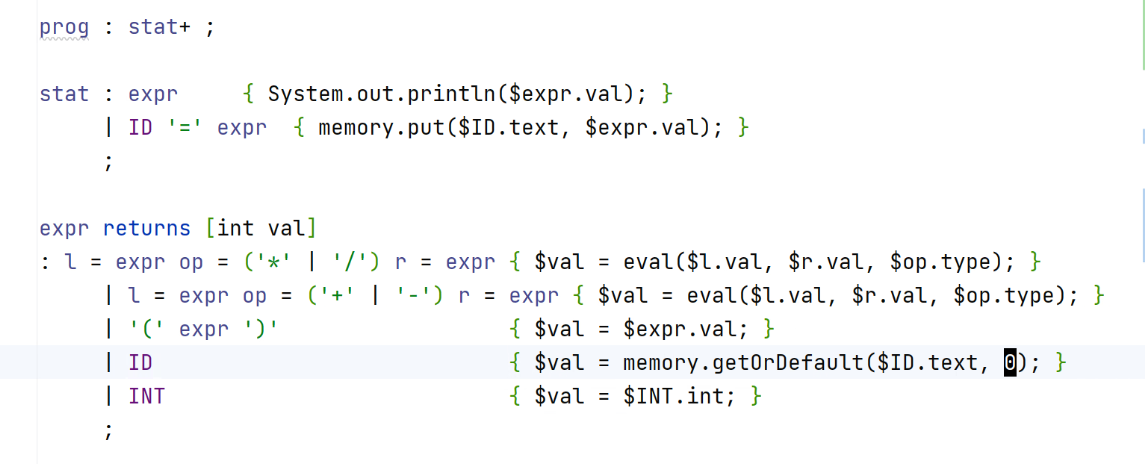 prog : stat+ ;
stat : expr { System.out.println($expr.val); }
| ID '=' expr { memory.put($ID.text, $expr.val); }
;
expr returns [int val]
: l = expr op = ('*' | '/') r = expr { $val = eval($l.val, $r.val, $op.type); }
| l = expr op = ('+' | '-') r = expr { $val = eval($l.val, $r.val, $op.type); }
| '(' expr ')' { $val = $expr.val; }
| ID { $val = memory.getOrDefault($ID.text, 0); }
| INT { $val = $INT.int; }
;